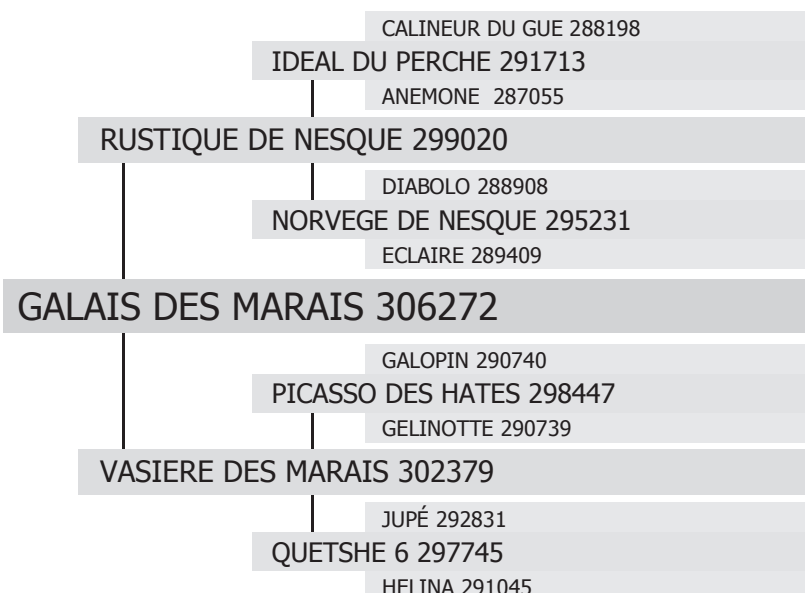 CALINEUR DU GUE 288198
IDEAL DU PERCHE 291713
ANEMONE 287055
RUSTIQUE DE NESQUE 299020
DIABOLO 288908
NORVEGE DE NESQUE 295231
ECLAIRE 289409
GALAIS DES MARAIS 306272
GALOPIN 290740
PICASSO DES HATES 298447
GELINOTTE 290739
VASIERE DES MARAIS 302379
JUPÉ 292831
QUETSHE 6 297745
HELINA 291045